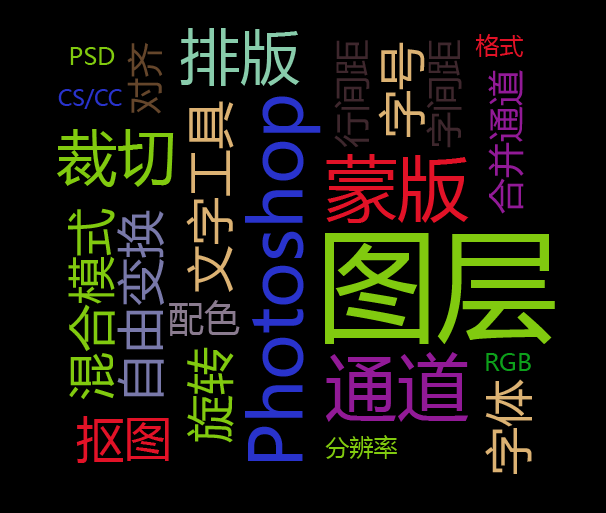 PSD
CS/CC
对齐
排版
裁切
文字工具
混合模式
自由变换
配色
旋转
抠图
Photoshop
行间距
字号
字间距
格式
合并通道
蒙版
图层
通道
RGB
分辨率
字体